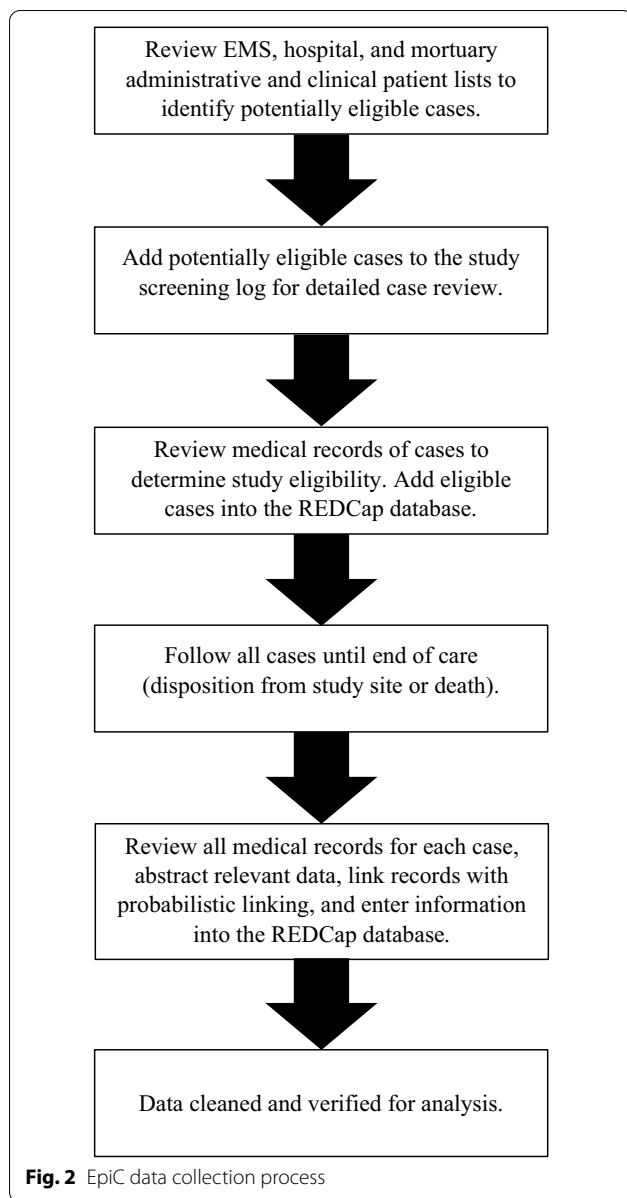 Review EMS, hospital, and mortuary
administrative and clinical patient lists to
identify potentially eligible cases.
Add potentially eligible cases to the study
screening log for detailed case review.
Review medical records of cases to
determine study eligibility. Add eligible
cases into the REDCap database.
Follow all cases until end of care
(disposition from study site or death).
Review all medical records for each case,
abstract relevant data, link records with
probabilistic linking, and enter information
into the REDCap database.
Data cleaned and verified for analysis.
Fig. 2 EpiC data collection process